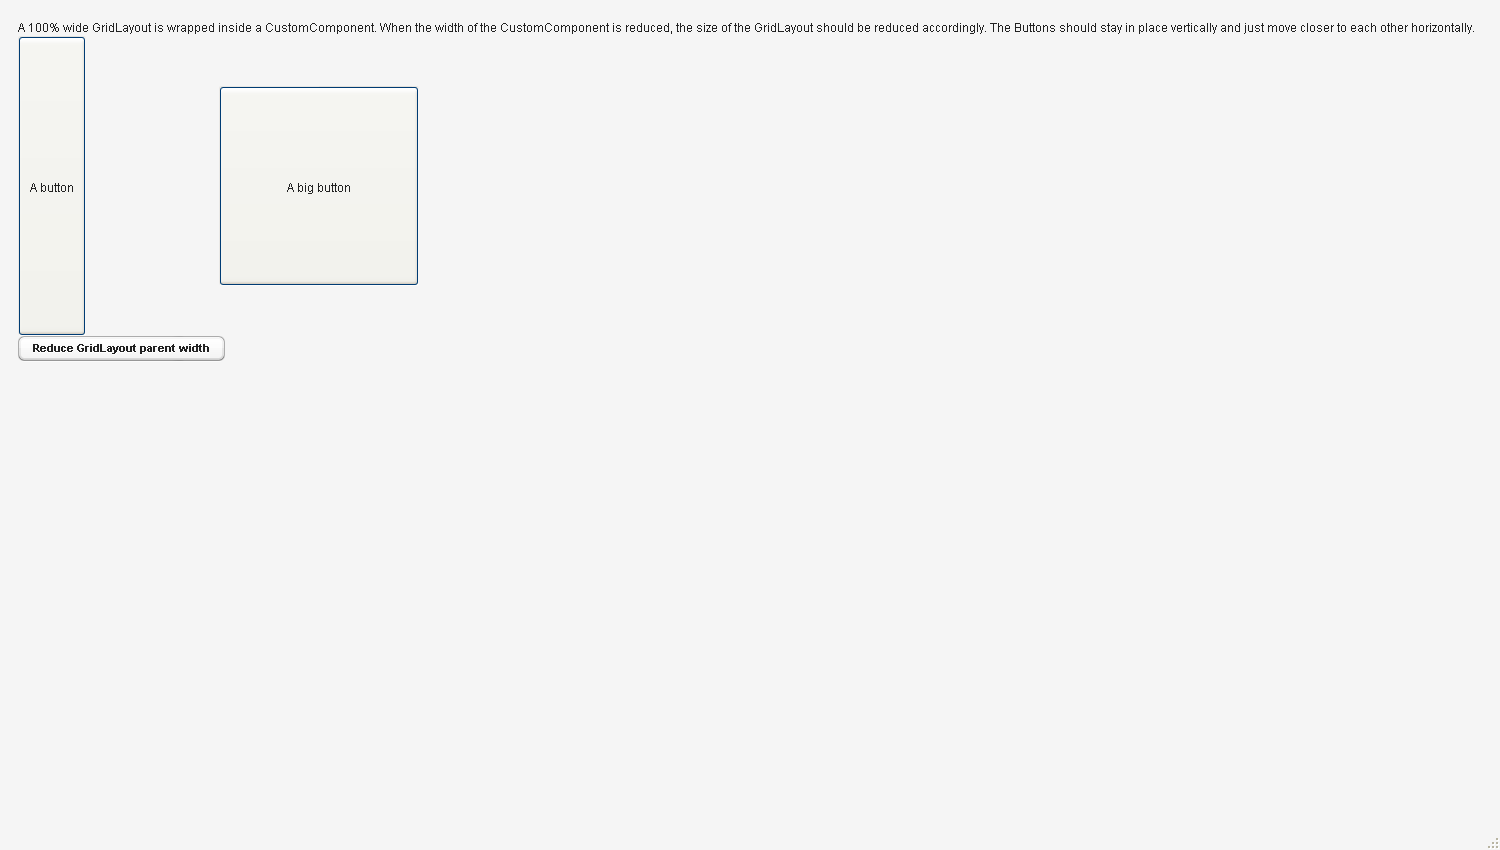 A 100% wide GridLayout is wrapped inside a CustomComponent. When the width of the CustomComponent is reduced, the size of the GridLayout should be reduced accordingly. The Buttons should stay in place vertically and just move closer to each other horizontally.
A button
A big button
Reduce GridLayout parent width